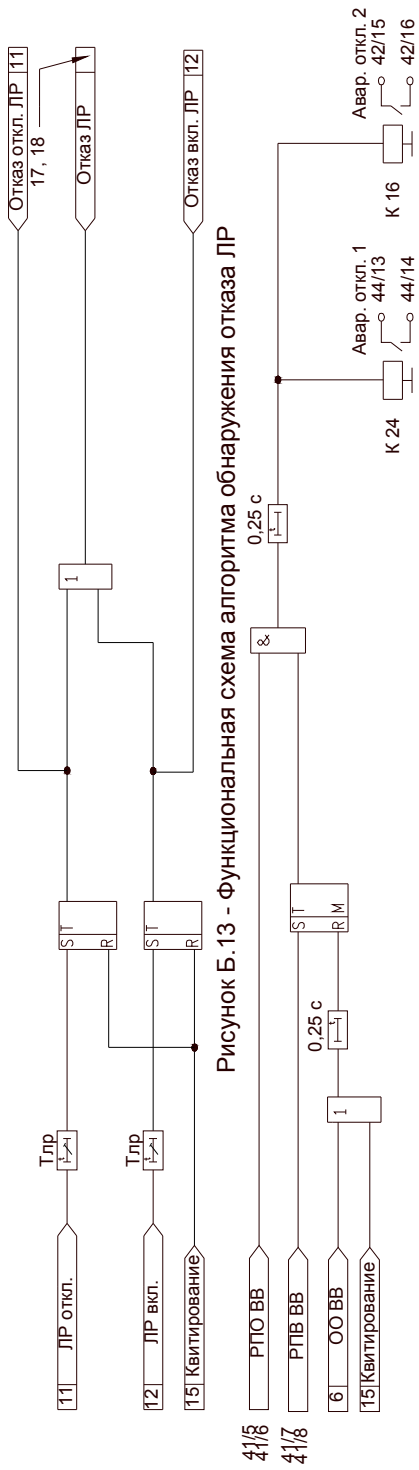 11 ЛР откл.
Тлр
S T
R
Отказ откл. ЛР 11
17, 18
1
Отказ ЛР
12 ЛР вкл.
Тлр
S T
R
Отказ вкл. ЛР 12
15 Квитирование
Рисунок Б.13 - Функциональная схема алгоритма обнаружения отказа ЛР
41/5
41/6
РПО ВВ
&
0,25 с
41/7
41/8
РПВ ВВ
S T
R M
6 ОО ВВ
1
0,25 с
15 Квитирование
Авар. откл. 1
К 24
44/13
44/14
Авар. откл. 2
К 16
42/15
42/16